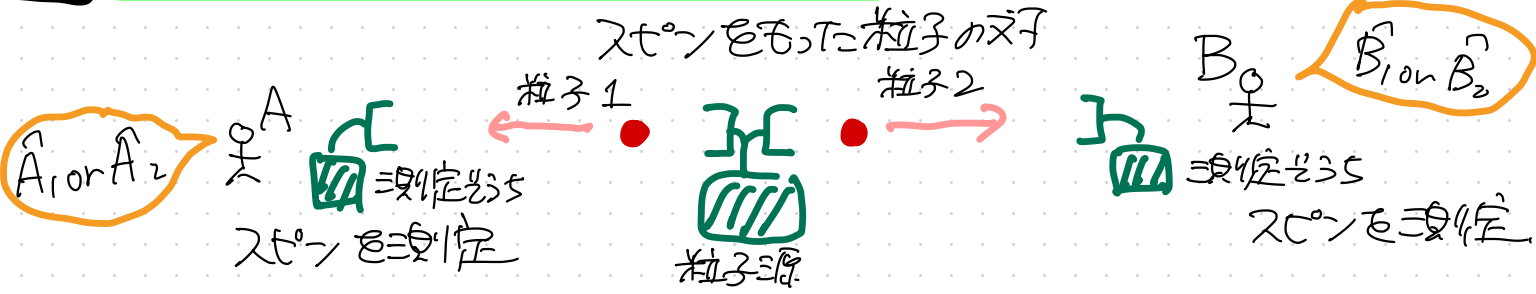 スピンをもった粒子の対
粒子1
粒子2
A
B
Â₁ or Â₂
B̂₁ or B̂₂
測定そうち
測定そうち
スピンを測定
スピンを測定
粒子源